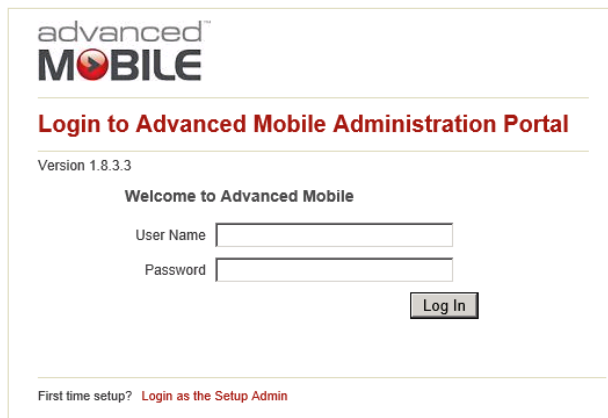 advanced™
MOBILE
Login to Advanced Mobile Administration Portal
Version 1.8.3.3
Welcome to Advanced Mobile
User Name
Password
Log In
First time setup? Login as the Setup Admin